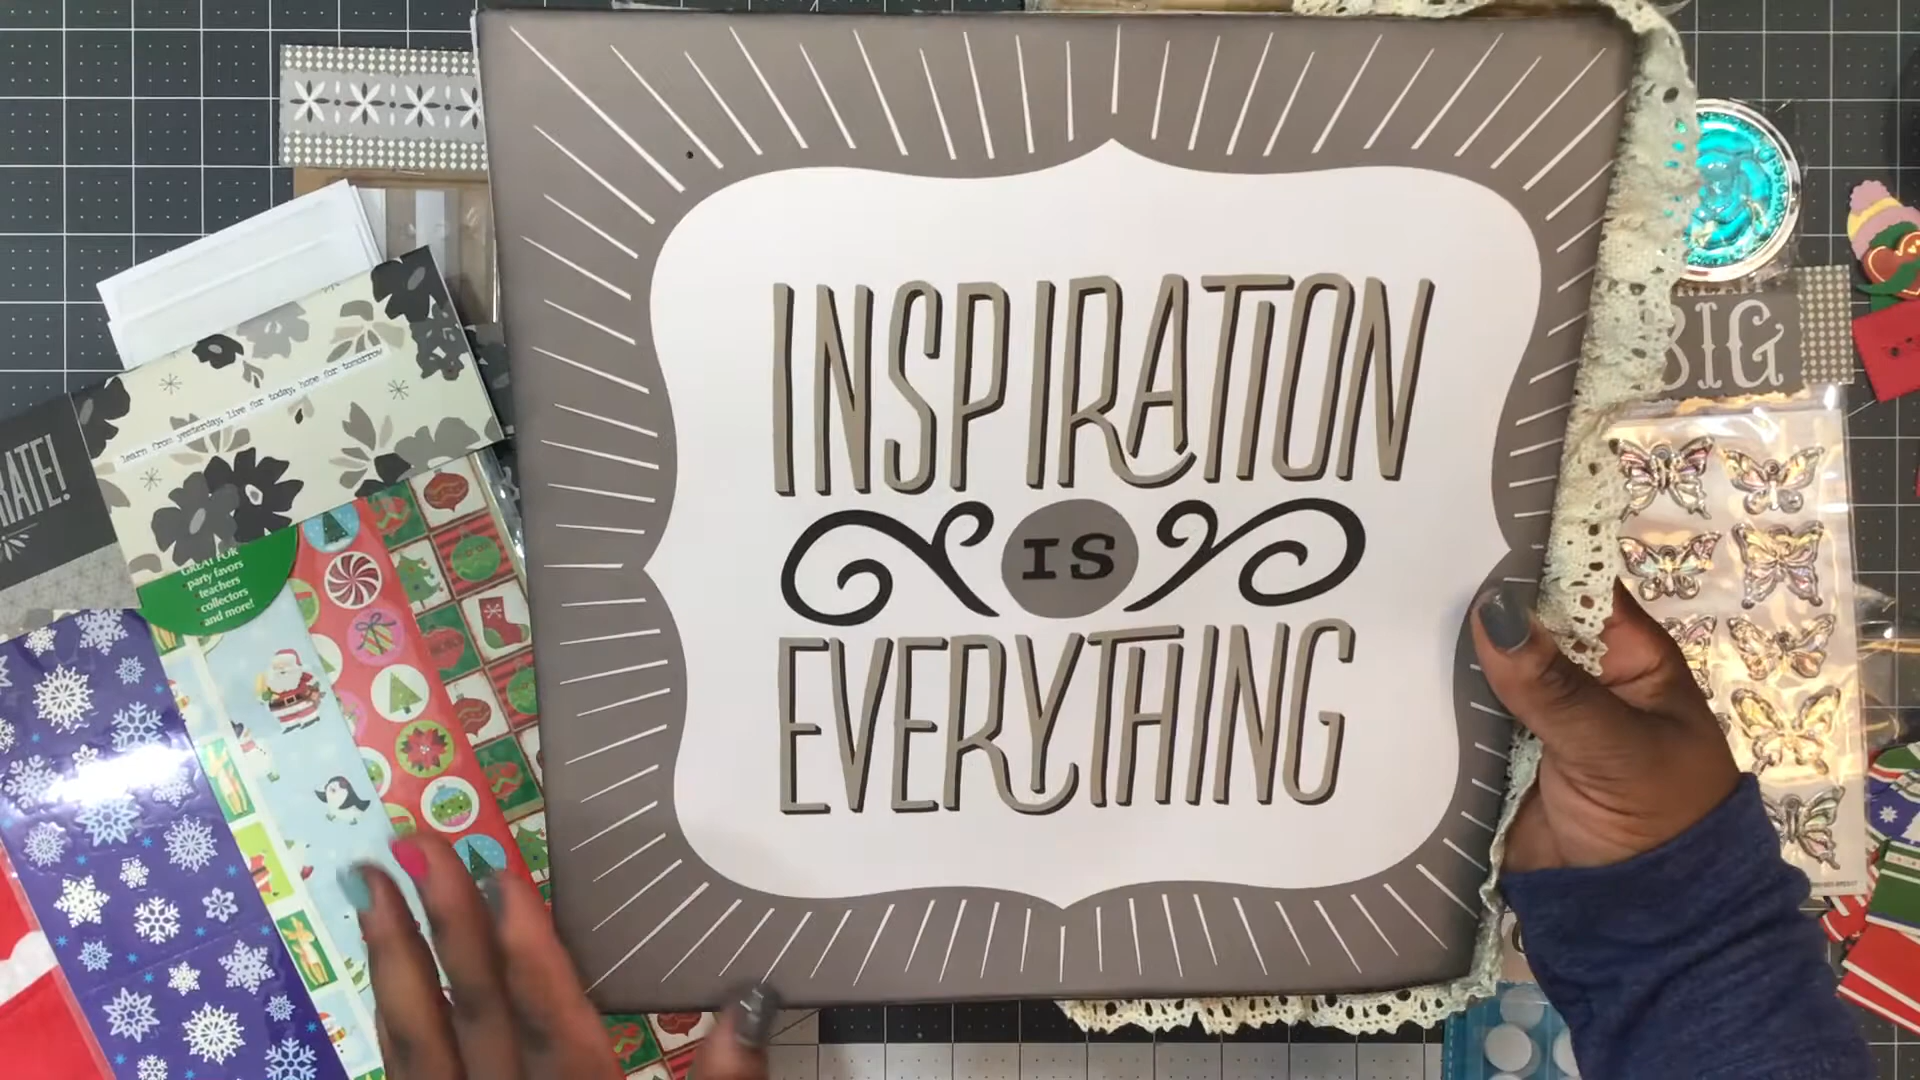 INSPIRATION
IS
EVERYTHING
learn from yesterday, live for today, hope for tomorrow
RATE!
GREAT FOR
party favors
teachers
collectors
and more!
BIG